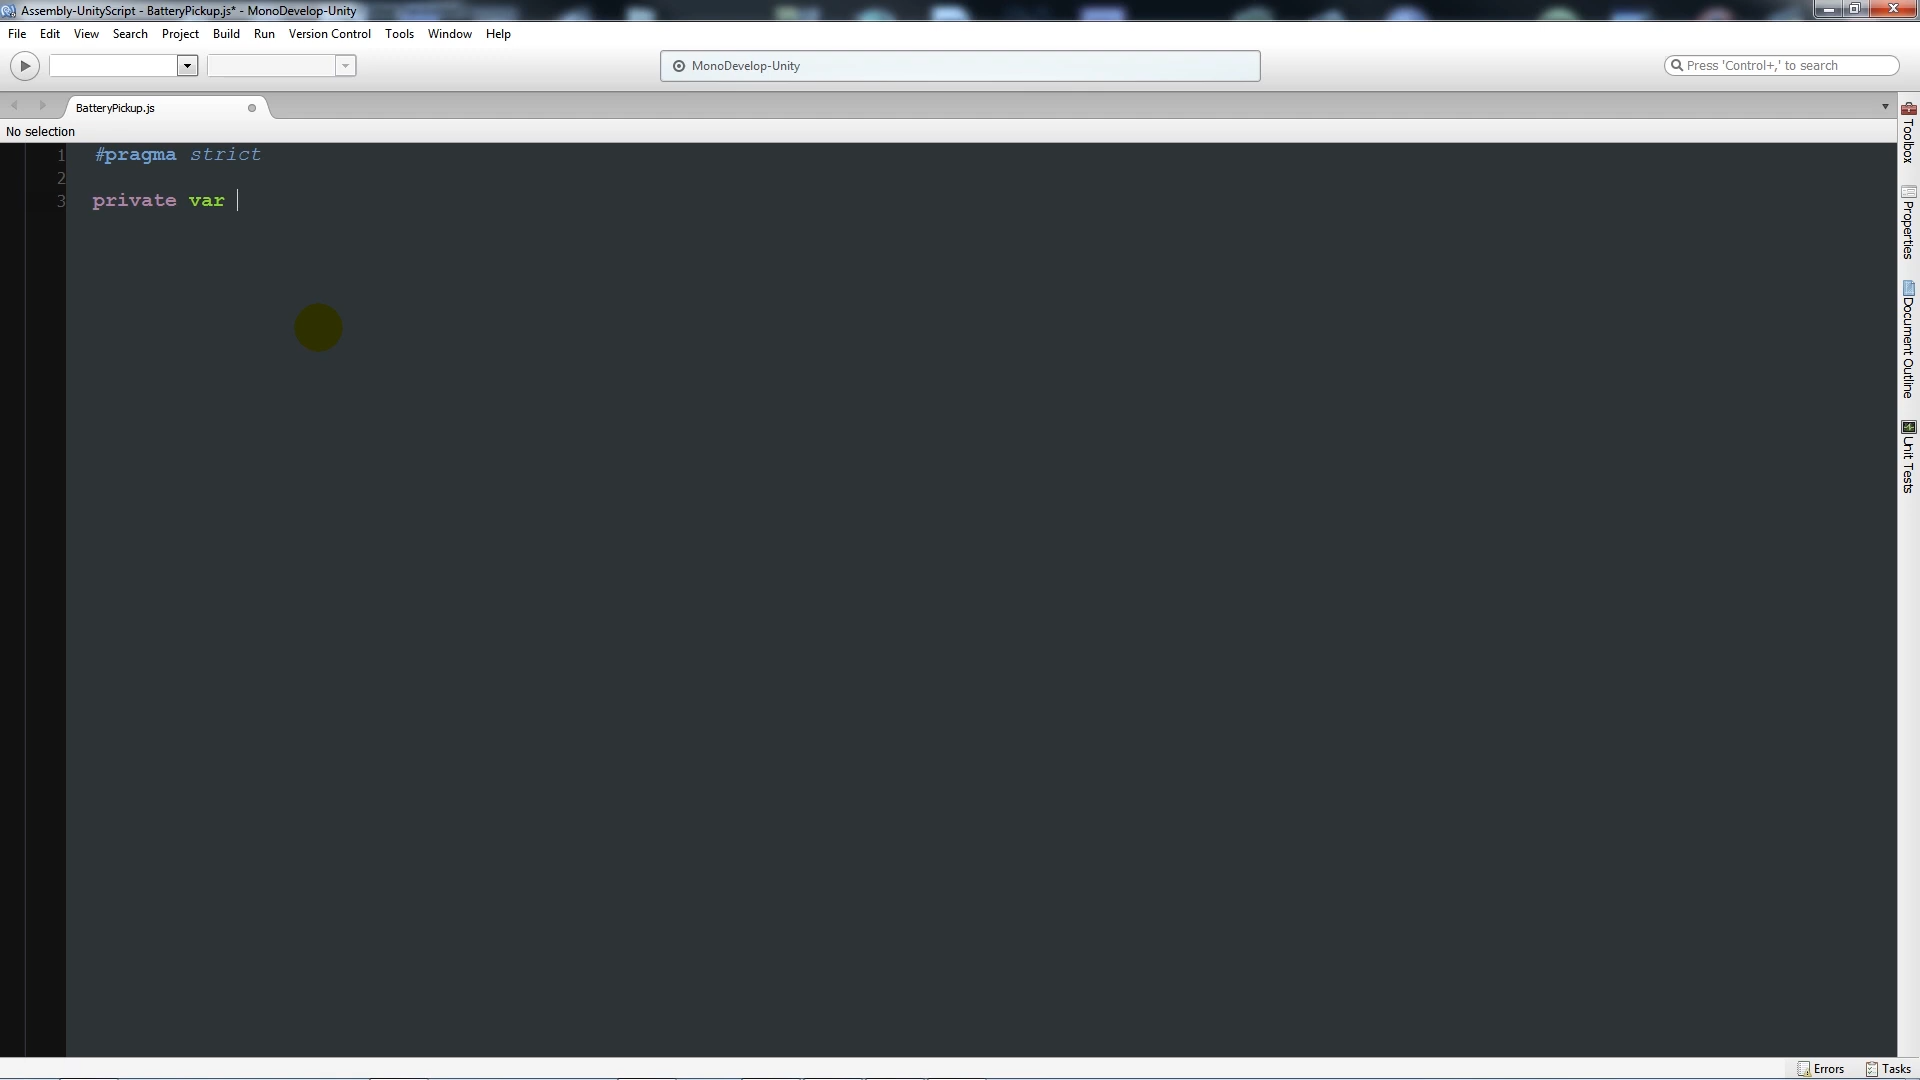 Assembly-UnityScript - BatteryPickup.js* - MonoDevelop-Unity
File Edit View Search Project Build Run Version Control Tools Window Help
MonoDevelop-Unity
Press 'Control+,' to search
BatteryPickup.js
No selection
1 #pragma strict
2
3 private var
Toolbox
Properties
Document Outline
Unit Tests
Errors Tasks